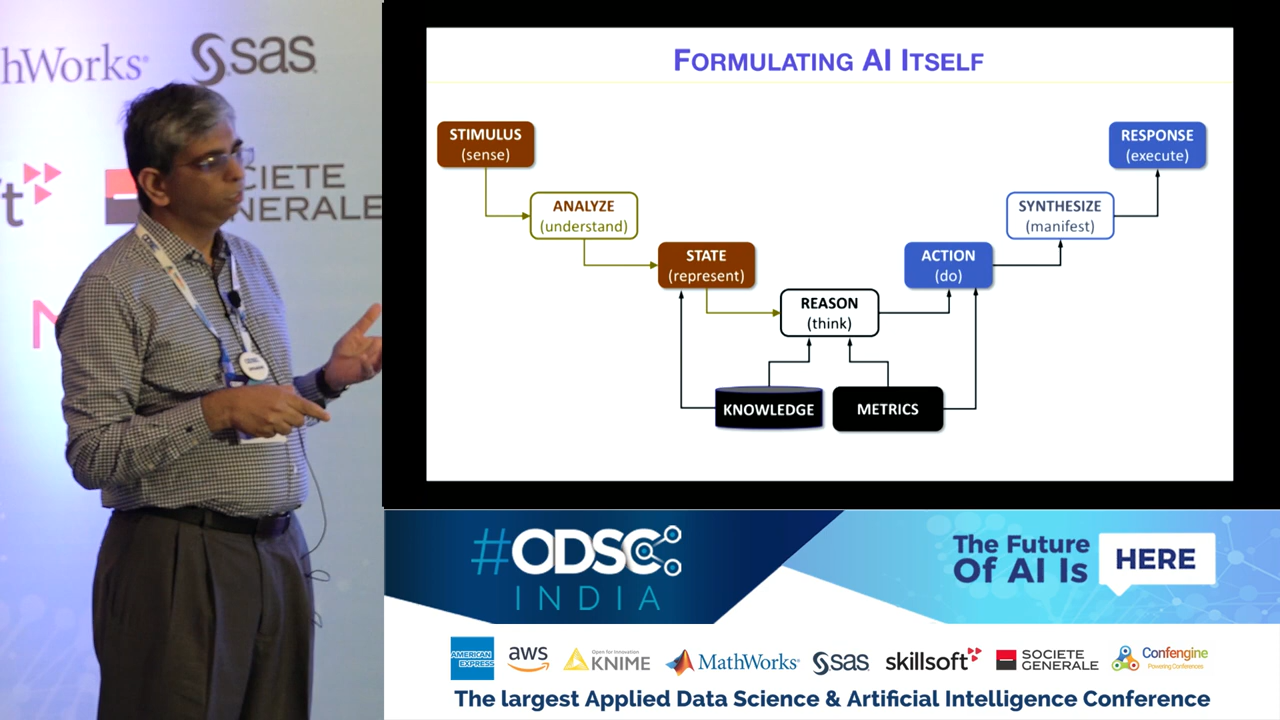 hWorks
sas
CIETE
NERALE
FORMULATING AI ITSELF
STIMULUS
(sense)
ANALYZE
(understand)
STATE
(represent)
REASON
(think)
KNOWLEDGE
METRICS
ACTION
(do)
SYNTHESIZE
(manifest)
RESPONSE
(execute)
#ODSC
INDIA
The Future
Of AI Is
HERE
AMERICAN
EXPRESS
aws
Open for Innovation
KNIME
MathWorks
sas
skillsoft
SOCIETE
GENERALE
Confengine
Powering Conferences
The largest Applied Data Science & Artificial Intelligence Conference